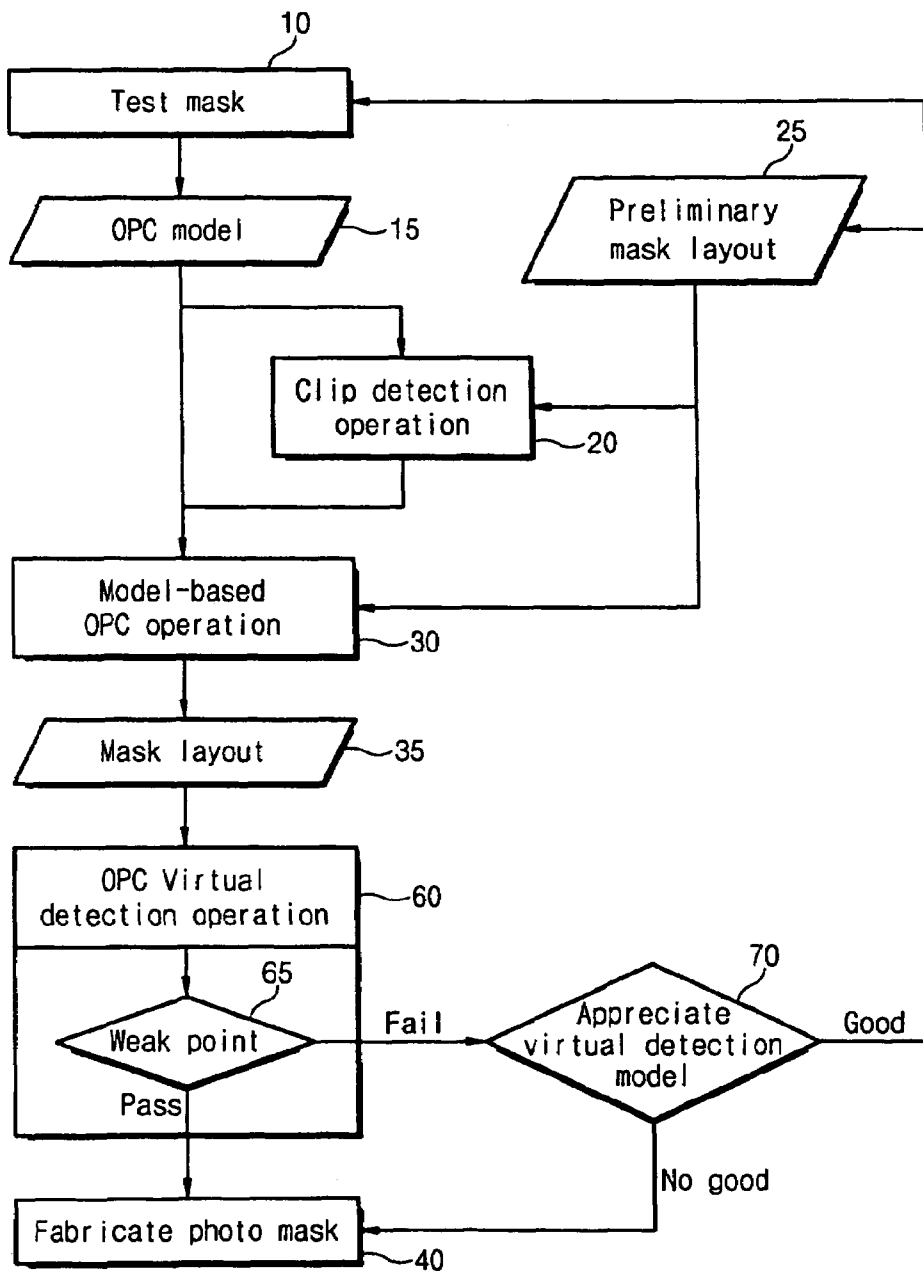 10
Test mask
25
Preliminary
mask layout
OPC model
15
Clip detection
operation
20
Model-based
OPC operation
30
Mask layout
35
OPC Virtual
detection operation
60
65
Weak point
Fail
Pass
70
Appreciate
virtual detection
model
Good
No good
Fabricate photo mask
40